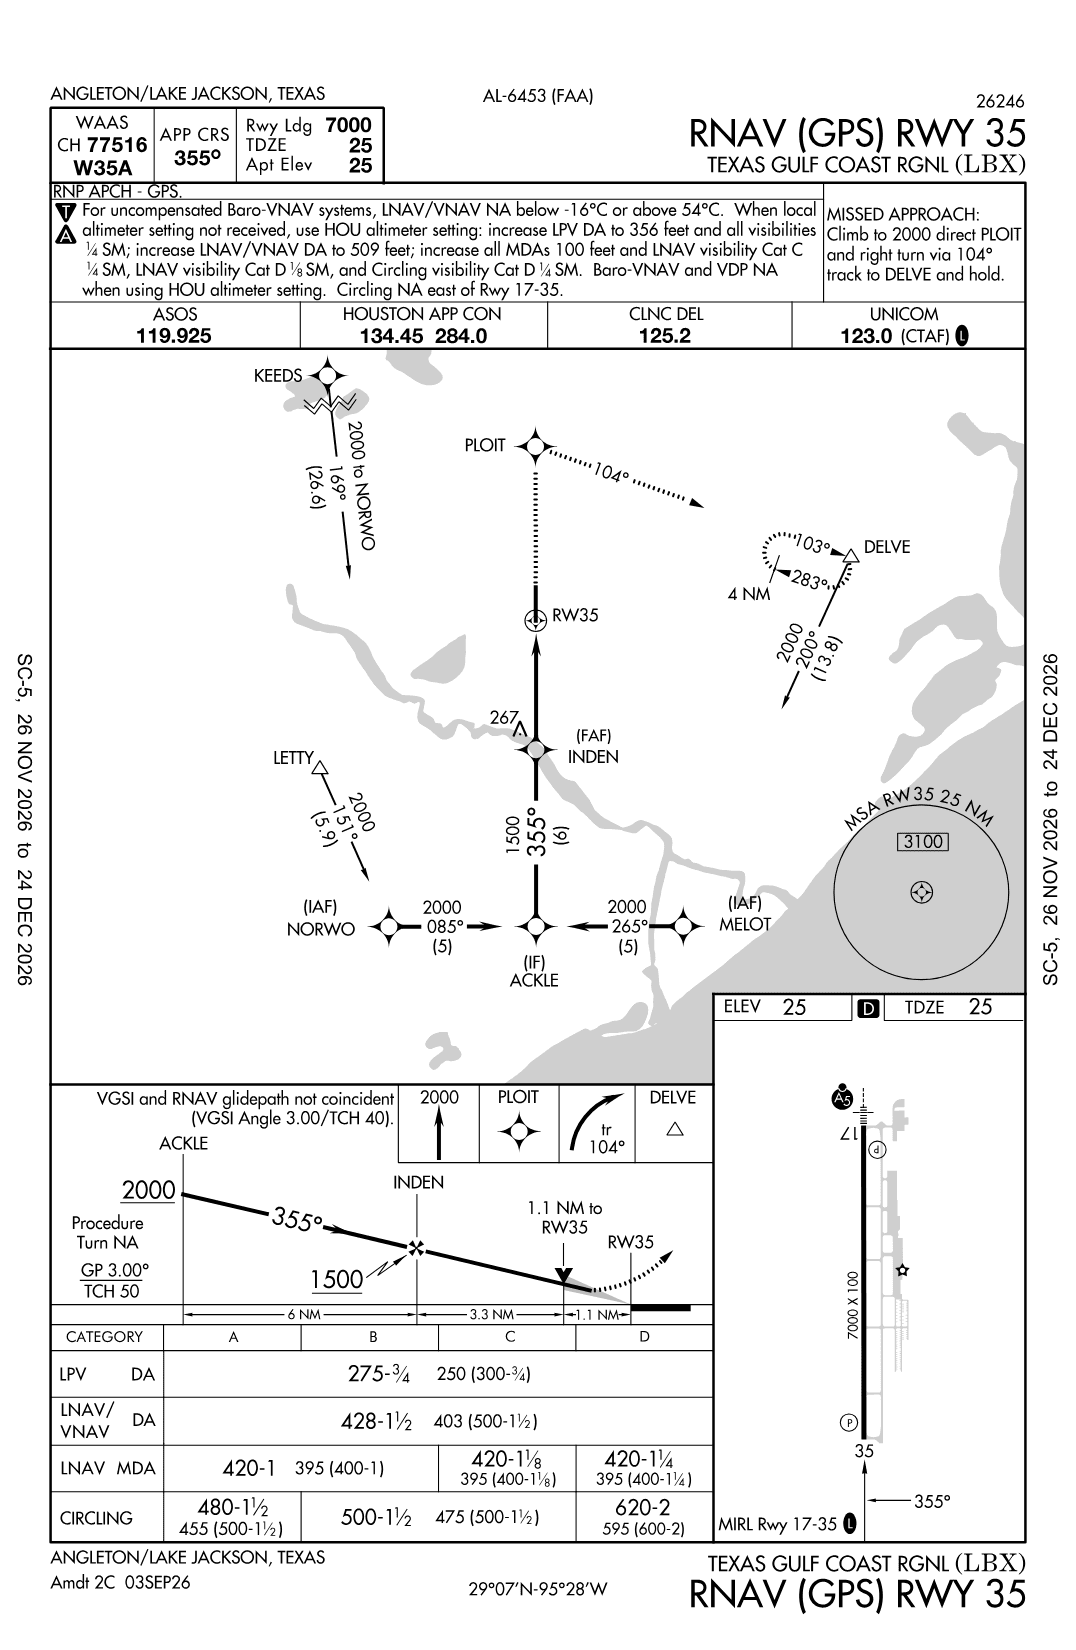 ANGLETON/LAKE JACKSON, TEXAS
AL-6453 (FAA)
26246
WAAS
CH 77516
W35A
APP CRS
355°
Rwy Ldg 7000
TDZE 25
Apt Elev 25
RNAV (GPS) RWY 35
TEXAS GULF COAST RGNL (LBX)
RNP APCH - GPS.
T
A
For uncompensated Baro-VNAV systems, LNAV/VNAV NA below -16°C or above 54°C. When local
altimeter setting not received, use HOU altimeter setting: increase LPV DA to 356 feet and all visibilities
¼ SM; increase LNAV/VNAV DA to 509 feet; increase all MDAs 100 feet and LNAV visibility Cat C
¼ SM, LNAV visibility Cat D ⅛ SM, and Circling visibility Cat D ¼ SM. Baro-VNAV and VDP NA
when using HOU altimeter setting. Circling NA east of Rwy 17-35.
MISSED APPROACH:
Climb to 2000 direct PLOIT
and right turn via 104°
track to DELVE and hold.
ASOS
119.925
HOUSTON APP CON
134.45 284.0
CLNC DEL
125.2
UNICOM
123.0 (CTAF) L
KEEDS
2000 to NORWO
169°
(26.6)
PLOIT
104°
103°
DELVE
283°
4 NM
2000
200°
(13.8)
RW35
267
(FAF)
INDEN
LETTY
2000
151°
(5.9)
1500
355°
(6)
MSA RW35 25 NM
3100
(IAF)
NORWO
2000
085°
(5)
2000
265°
(5)
(IAF)
MELOT
(IF)
ACKLE
SC-5, 26 NOV 2026 to 24 DEC 2026
SC-5, 26 NOV 2026 to 24 DEC 2026
ELEV 25
D
TDZE 25
A5
17
P
7000 X 100
P
35
355°
MIRL Rwy 17-35 L
VGSI and RNAV glidepath not coincident
(VGSI Angle 3.00/TCH 40).
2000
PLOIT
tr
104°
DELVE
ACKLE
2000
355°
INDEN
1500
1.1 NM to
RW35
RW35
Procedure
Turn NA
GP 3.00°
TCH 50
6 NM
3.3 NM
1.1 NM
CATEGORY A B C D
LPV DA 275-¾ 250 (300-¾)
LNAV/
VNAV DA 428-1½ 403 (500-1½)
LNAV MDA 420-1 395 (400-1)
420-1⅛
395 (400-1⅛)
420-1¼
395 (400-1¼)
CIRCLING
480-1½
455 (500-1½)
500-1½ 475 (500-1½)
620-2
595 (600-2)
ANGLETON/LAKE JACKSON, TEXAS
Amdt 2C 03SEP26
29°07'N-95°28'W
TEXAS GULF COAST RGNL (LBX)
RNAV (GPS) RWY 35